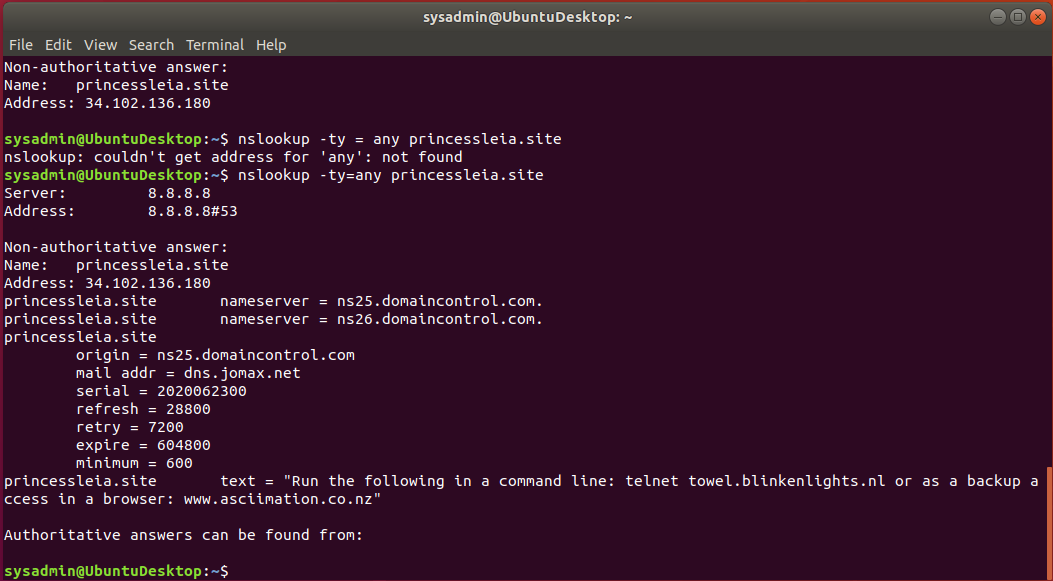 sysadmin@UbuntuDesktop: ~
File Edit View Search Terminal Help
Non-authoritative answer:
Name:   princessleia.site
Address: 34.102.136.180
sysadmin@UbuntuDesktop:~$ nslookup -ty = any princessleia.site
nslookup: couldn't get address for 'any': not found
sysadmin@UbuntuDesktop:~$ nslookup -ty=any princessleia.site
Server:         8.8.8.8
Address:        8.8.8.8#53
Non-authoritative answer:
Name:   princessleia.site
Address: 34.102.136.180
princessleia.site       nameserver = ns25.domaincontrol.com.
princessleia.site       nameserver = ns26.domaincontrol.com.
princessleia.site
        origin = ns25.domaincontrol.com
        mail addr = dns.jomax.net
        serial = 2020062300
        refresh = 28800
        retry = 7200
        expire = 604800
        minimum = 600
princessleia.site       text = "Run the following in a command line: telnet towel.blinkenlights.nl or as a backup a
ccess in a browser: www.asciimation.co.nz"
Authoritative answers can be found from:
sysadmin@UbuntuDesktop:~$